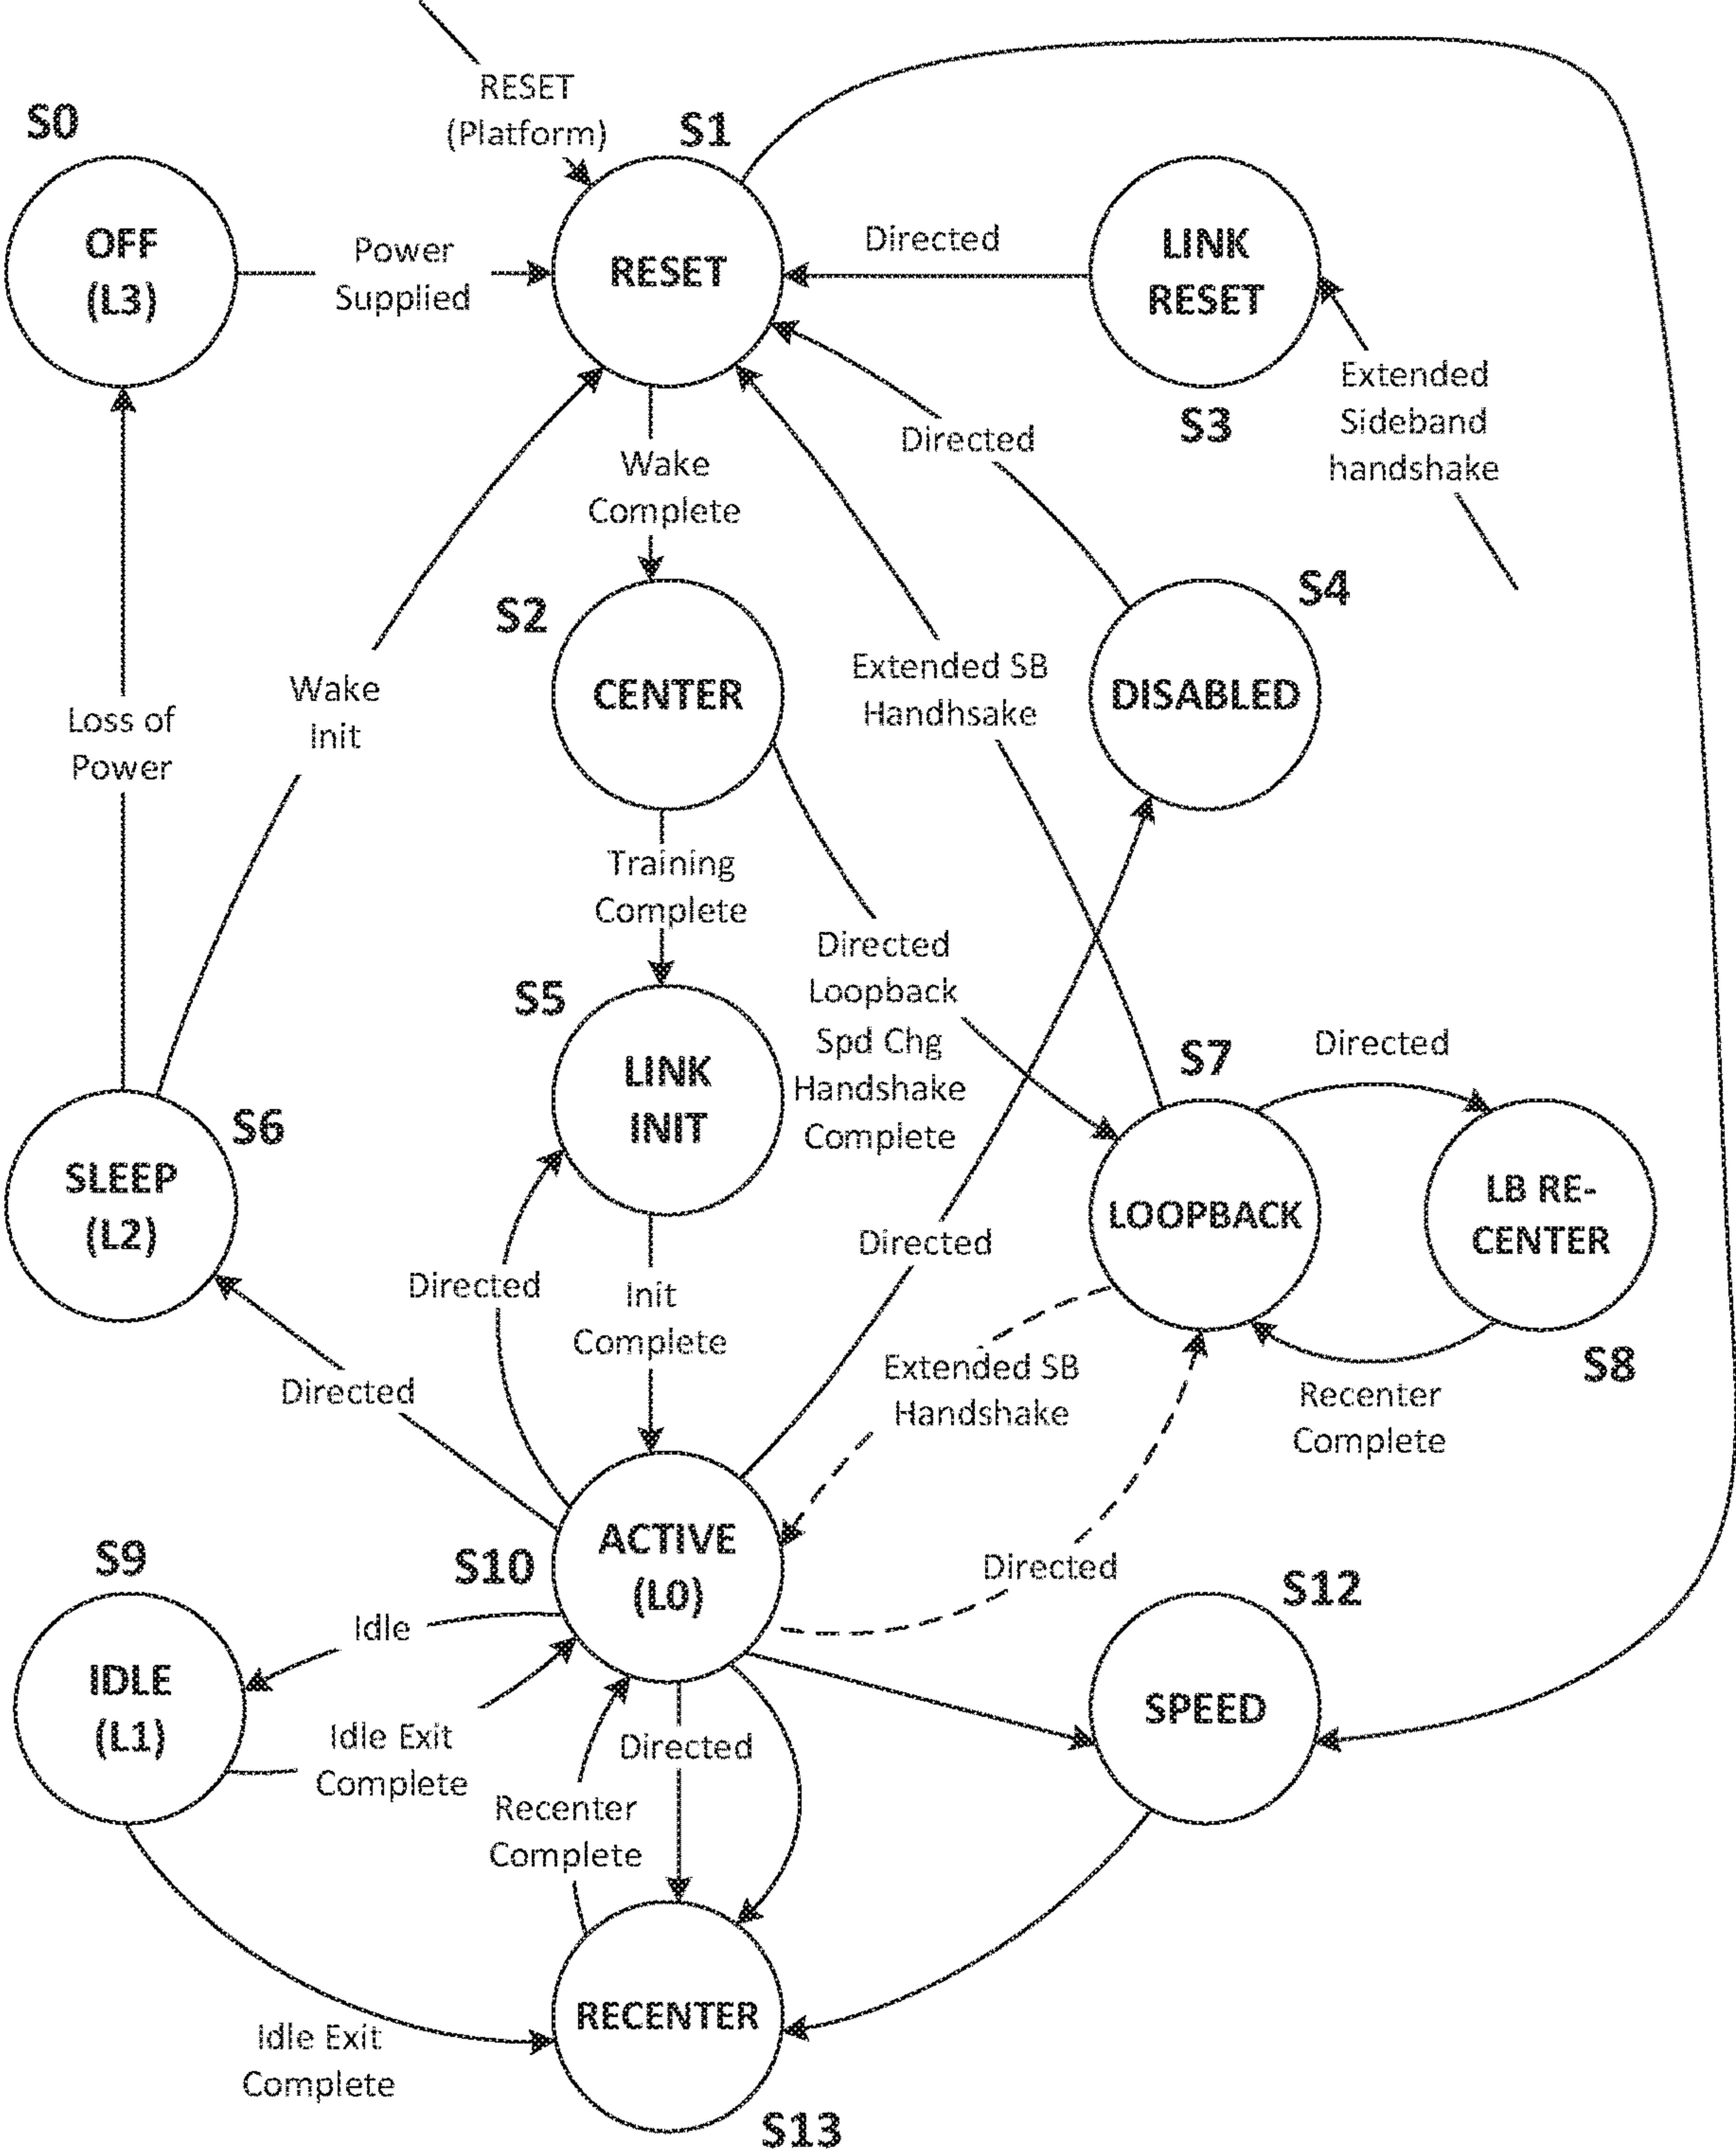 RESET
(Platform)
S0
S1
OFF
(L3)
Power
Supplied
RESET
Directed
LINK
RESET
S3
Extended
Sideband
handshake
Directed
Wake
Complete
S2
CENTER
Extended SB
Handhsake
S4
DISABLED
Wake
Init
Loss of
Power
Training
Complete
Directed
Loopback
Spd Chg
Handshake
Complete
S5
LINK
INIT
S7
Directed
S6
SLEEP
(L2)
LOOPBACK
LB RE-
CENTER
S8
Directed
Directed
Init
Complete
Extended SB
Handshake
Recenter
Complete
Directed
S9
S10
ACTIVE
(L0)
Directed
S12
Idle
IDLE
(L1)
SPEED
Idle Exit
Complete
Directed
Recenter
Complete
RECENTER
Idle Exit
Complete
S13